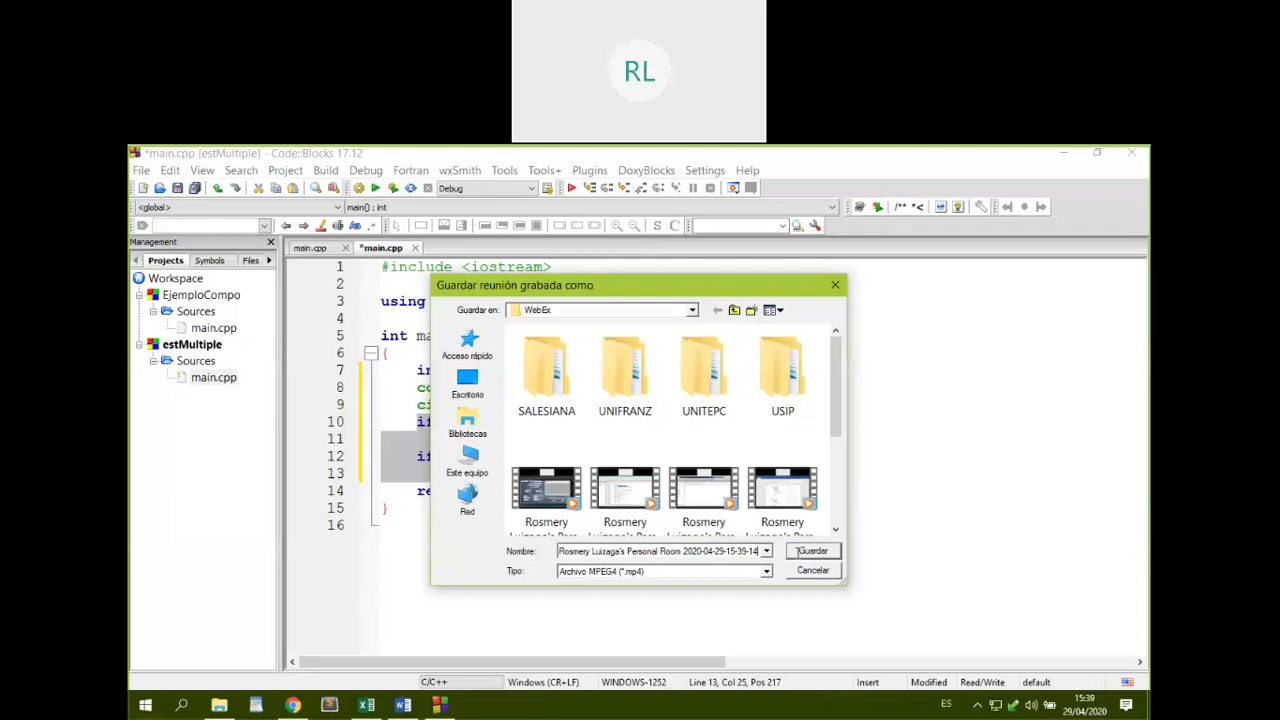 RL
*main.cpp [estMultiple] - Code::Blocks 17.12
File Edit View Search Project Build Debug Fortran wxSmith Tools Tools+ Plugins DoxyBlocks Settings Help
Debug
<global>
main() : int
/** *<
Management
Projects Symbols Files
main.cpp
*main.cpp
Workspace
EjemploCompo
Sources
main.cpp
estMultiple
Sources
main.cpp
1 #include <iostream>
2
3 using
4
5 int
6 {
7
8
9
10
11
12
13
14
15 }
16
Guardar reunión grabada como
Guardar en: WebEx
Acceso rápido
Escritorio
Bibliotecas
Este equipo
Red
SALESIANA UNIFRANZ UNITEPC USIP
Rosmery Rosmery Rosmery Rosmery
Nombre: Rosmery Luizaga's Personal Room 2020-04-29-15-39-14 Guardar
Tipo: Archivo MPEG4 (*.mp4) Cancelar
C/C++ Windows (CR+LF) WINDOWS-1252 Line 13, Col 25, Pos 217 Insert Modified Read/Write default
ES
15:39
29/04/2020